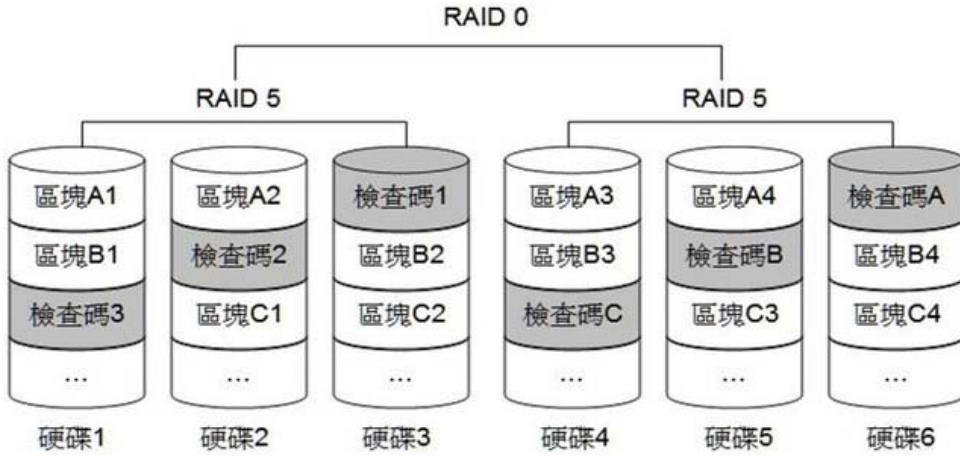 RAID 0
RAID 5 RAID 5
區塊A1 區塊A2 檢查碼1 區塊A3 區塊A4 檢查碼A
區塊B1 檢查碼2 區塊B2 區塊B3 檢查碼B 區塊B4
檢查碼3 區塊C1 區塊C2 檢查碼C 區塊C3 區塊C4
... ... ... ... ... ...
硬碟1 硬碟2 硬碟3 硬碟4 硬碟5 硬碟6